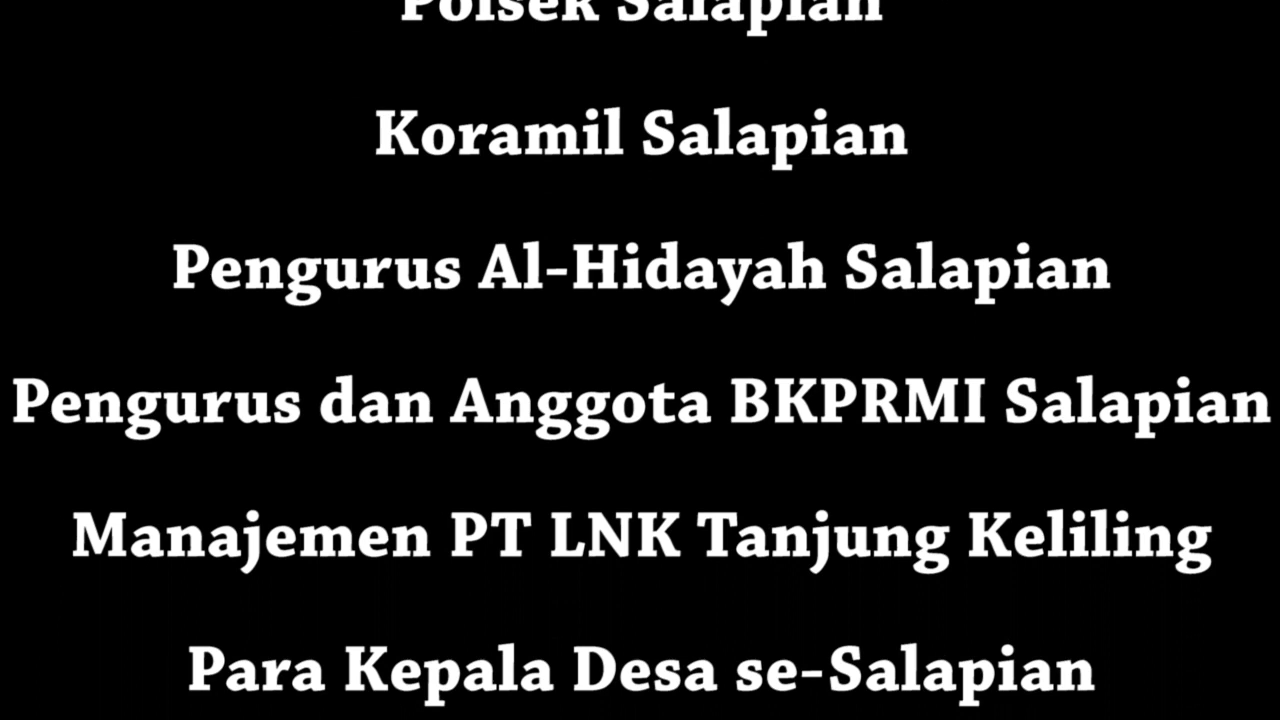 Polsek Salapian
Koramil Salapian
Pengurus Al-Hidayah Salapian
Pengurus dan Anggota BKPRMI Salapian
Manajemen PT LNK Tanjung Keliling
Para Kepala Desa se-Salapian